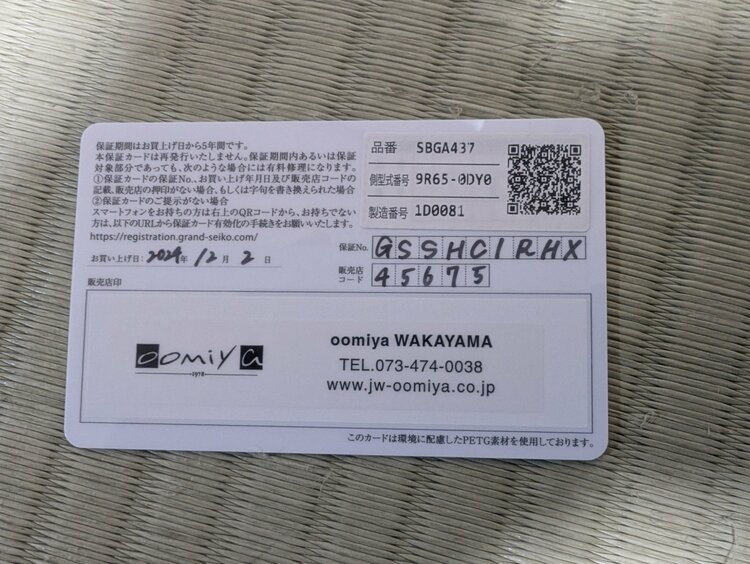 保証期間はお買上げ日から5年間です。
本保証カードは再発行いたしません。保証期間内あるいは保証
対象部分であっても、次のような場合には有料修理になります。
①保証カードの保証No.、お買上げ年月日及び販売店コードの
記載、販売店の押印がない場合、もしくは字句を書き換えられた場合
②保証カードのご提示がない場合
スマートフォンをお持ちの方は右上のQRコードから、お持ちでない
方は、以下のURLから保証カード有効化の手続きをお願いいたします。
https://registration.grand-seiko.com/
お買い上げ日: 2024年 12月 2日
品番 SBGA437
側型式番号 9R65-0DY0
製造番号 1D0081
保証No. GSSHC1RHX
販売店
コード 45675
販売店印
oomiya
1978
oomiya WAKAYAMA
TEL.073-474-0038
www.jw-oomiya.co.jp
このカードは環境に配慮したPETG素材を使用しております。